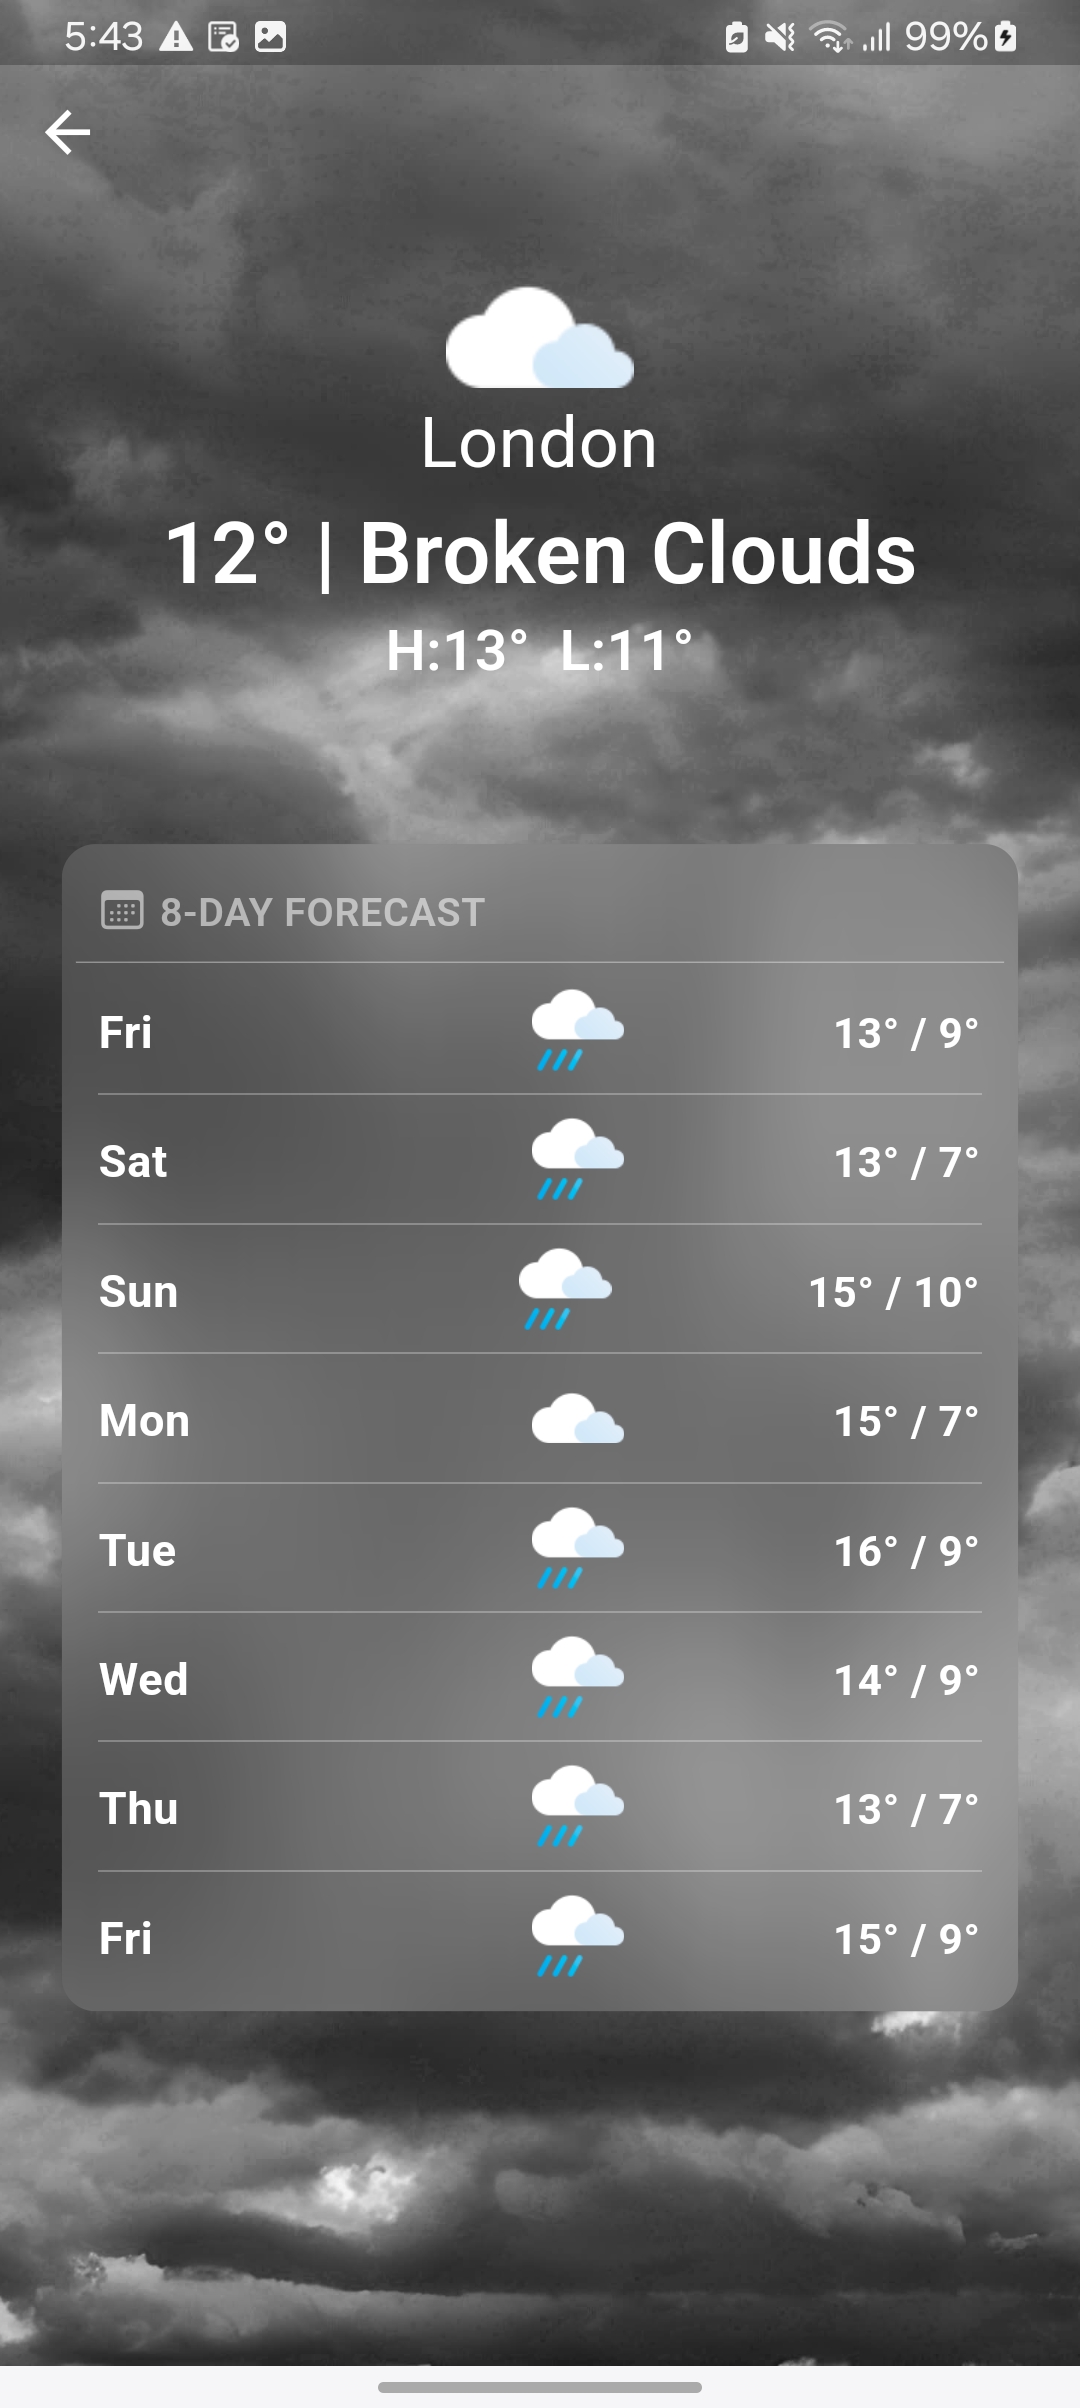 5:43 99%
London
12° | Broken Clouds
H:13° L:11°
8-DAY FORECAST
Fri 13° / 9°
Sat 13° / 7°
Sun 15° / 10°
Mon 15° / 7°
Tue 16° / 9°
Wed 14° / 9°
Thu 13° / 7°
Fri 15° / 9°